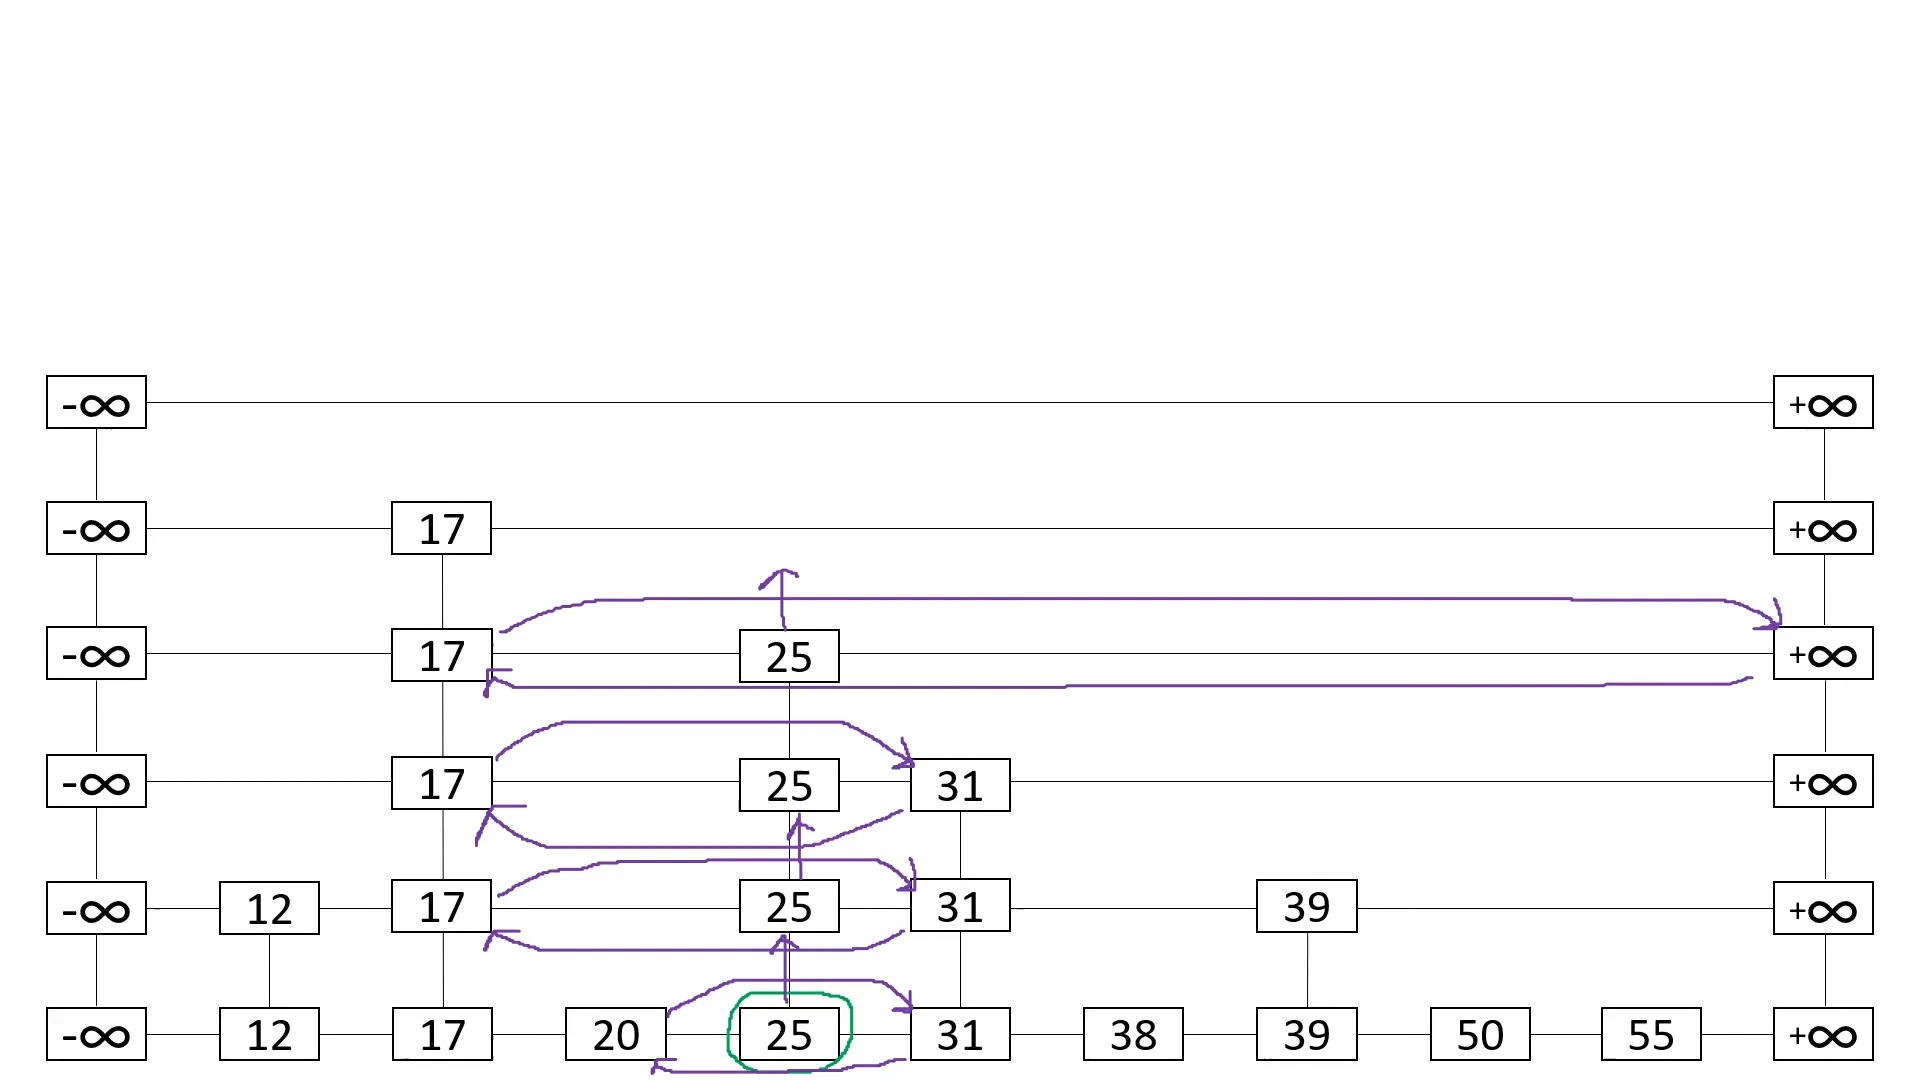 -∞ +∞
-∞ 17 +∞
-∞ 17 25 +∞
-∞ 17 25 31 +∞
-∞ 12 17 25 31 39 +∞
-∞ 12 17 20 25 31 38 39 50 55 +∞